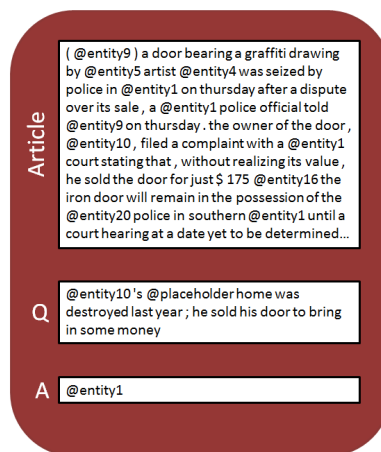 Article
( @entity9 ) a door bearing a graffiti drawing
by @entity5 artist @entity4 was seized by
police in @entity1 on thursday after a dispute
over its sale , a @entity1 police official told
@entity9 on thursday . the owner of the door ,
@entity10 , filed a complaint with a @entity1
court stating that , without realizing its value ,
he sold the door for just $ 175 @entity16 the
iron door will remain in the possession of the
@entity20 police in southern @entity1 until a
court hearing at a date yet to be determined...
Q
@entity10 's @placeholder home was
destroyed last year ; he sold his door to bring
in some money
A
@entity1